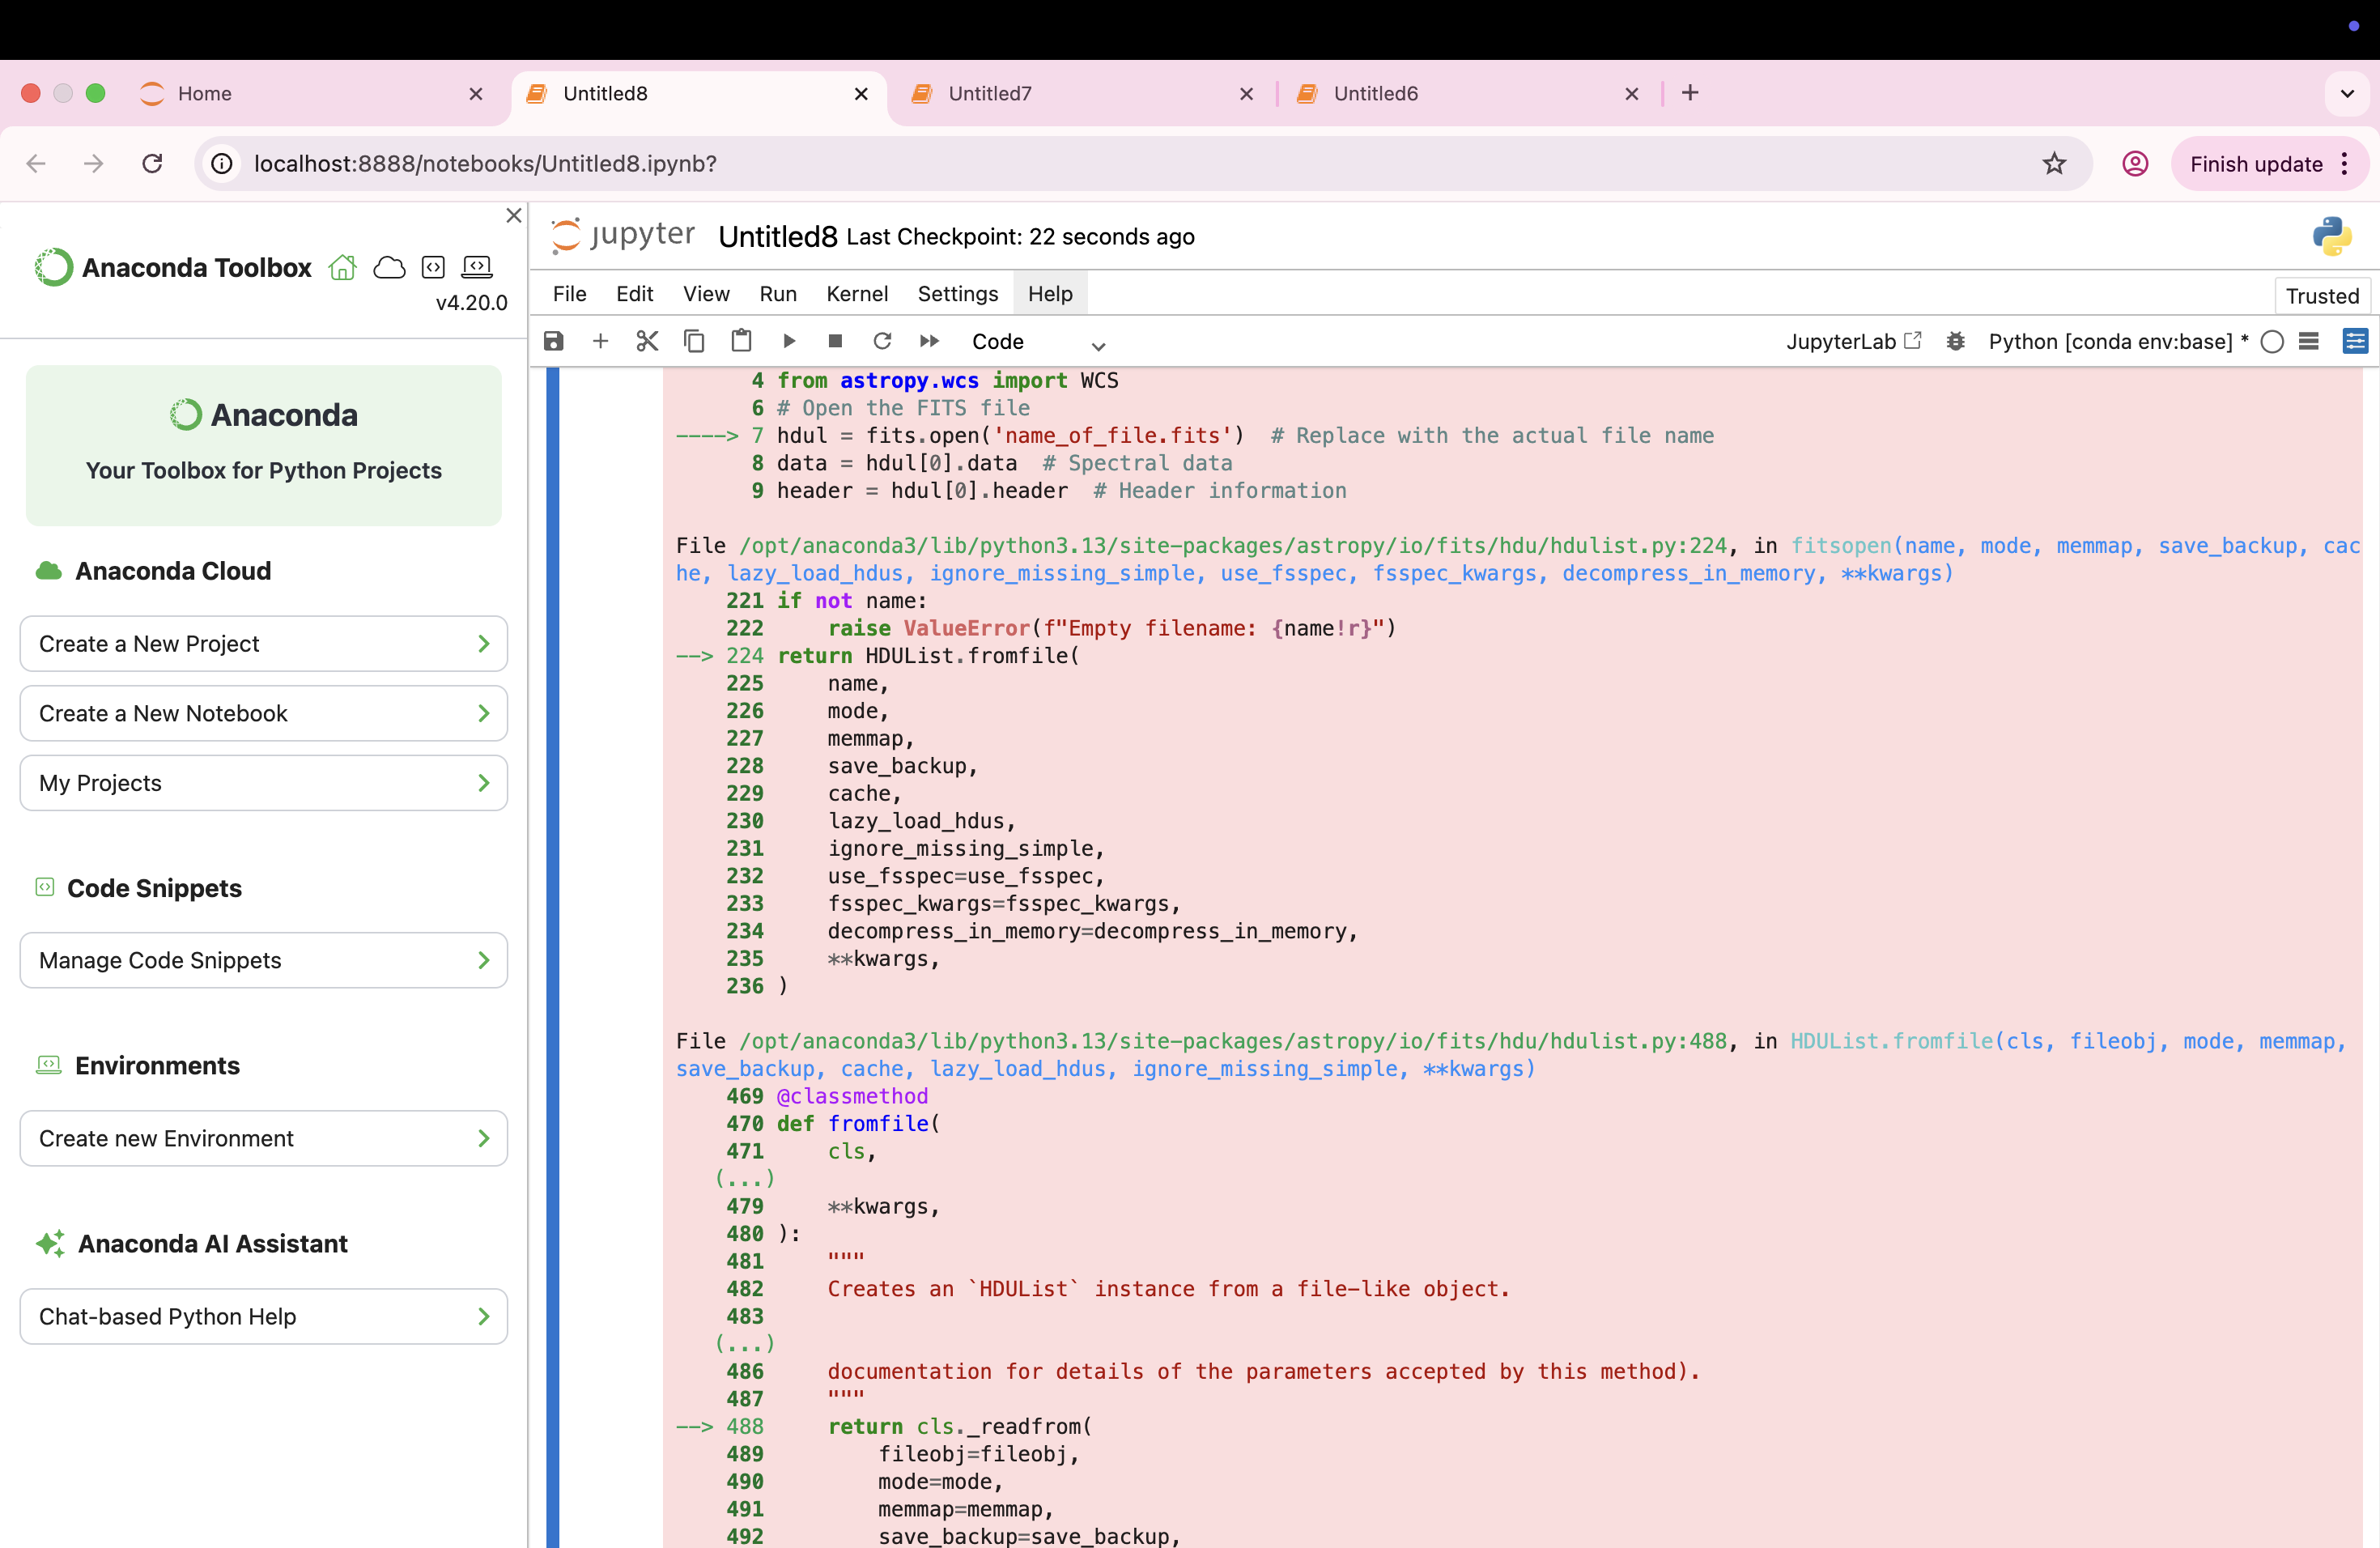 Home
Untitled8
Untitled7
Untitled6
localhost:8888/notebooks/Untitled8.ipynb?
Finish update
Anaconda Toolbox
v4.20.0
Anaconda
Your Toolbox for Python Projects
Anaconda Cloud
Create a New Project
Create a New Notebook
My Projects
Code Snippets
Manage Code Snippets
Environments
Create new Environment
Anaconda AI Assistant
Chat-based Python Help
jupyter Untitled8 Last Checkpoint: 22 seconds ago
File Edit View Run Kernel Settings Help
Trusted
Code
JupyterLab
Python [conda env:base] *
4 from astropy.wcs import WCS
6 # Open the FITS file
----> 7 hdul = fits.open('name_of_file.fits')  # Replace with the actual file name
8 data = hdul[0].data  # Spectral data
9 header = hdul[0].header  # Header information
File /opt/anaconda3/lib/python3.13/site-packages/astropy/io/fits/hdu/hdulist.py:224, in fitsopen(name, mode, memmap, save_backup, cac
he, lazy_load_hdus, ignore_missing_simple, use_fsspec, fsspec_kwargs, decompress_in_memory, **kwargs)
221 if not name:
222     raise ValueError(f"Empty filename: {name!r}")
--> 224 return HDUList.fromfile(
225     name,
226     mode,
227     memmap,
228     save_backup,
229     cache,
230     lazy_load_hdus,
231     ignore_missing_simple,
232     use_fsspec=use_fsspec,
233     fsspec_kwargs=fsspec_kwargs,
234     decompress_in_memory=decompress_in_memory,
235     **kwargs,
236 )
File /opt/anaconda3/lib/python3.13/site-packages/astropy/io/fits/hdu/hdulist.py:488, in HDUList.fromfile(cls, fileobj, mode, memmap,
save_backup, cache, lazy_load_hdus, ignore_missing_simple, **kwargs)
469 @classmethod
470 def fromfile(
471     cls,
(...)
479     **kwargs,
480 ):
481     """
482     Creates an `HDUList` instance from a file-like object.
483
(...)
486     documentation for details of the parameters accepted by this method).
487     """
--> 488     return cls._readfrom(
489         fileobj=fileobj,
490         mode=mode,
491         memmap=memmap,
492         save_backup=save_backup,